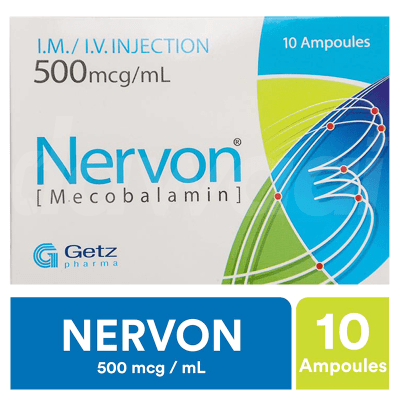 I.M./I.V. INJECTION
10 Ampoules
500mcg/mL
Nervon®
[Mecobalamin]
G Getz
pharma
NERVON
500 mcg / mL
10
Ampoules